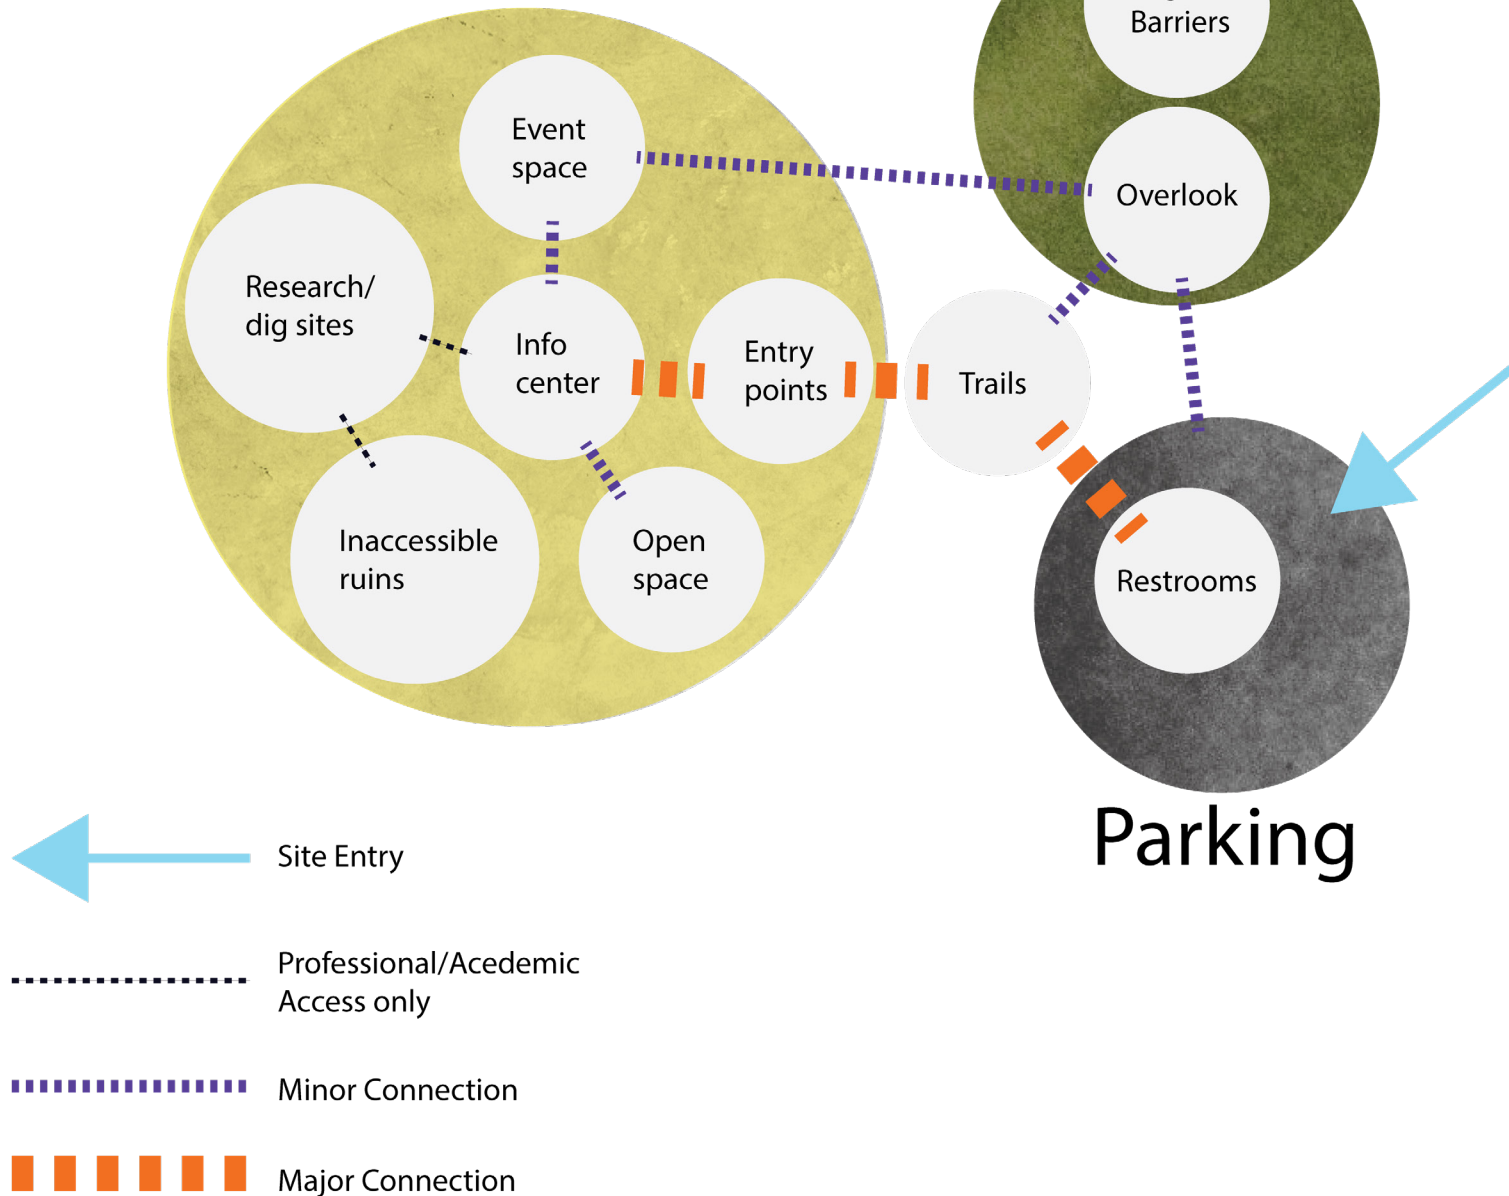 Barriers
Event
space
Overlook
Research/
dig sites
Info
center
Entry
points
Trails
Inaccessible
ruins
Open
space
Restrooms
Parking
Site Entry
Professional/Acedemic
Access only
Minor Connection
Major Connection